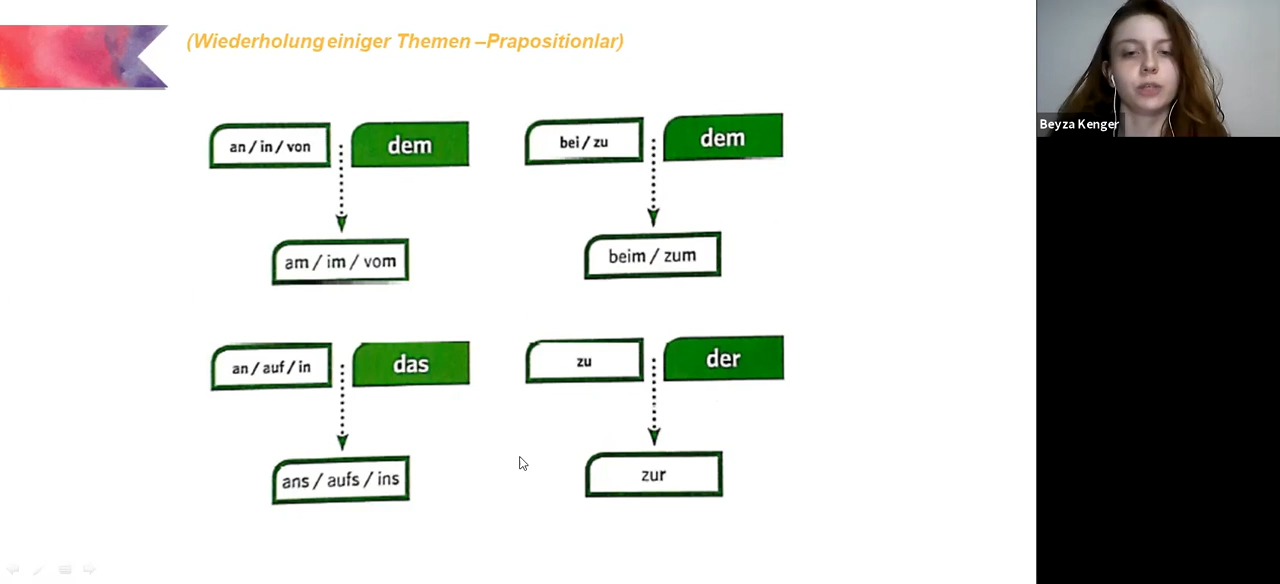 (Wiederholung einiger Themen –Prapositionlar)
Beyza Kenger
an / in / von
dem
bei / zu
dem
am / im / vom
beim / zum
an / auf / in
das
zu
der
ans / aufs / ins
zur